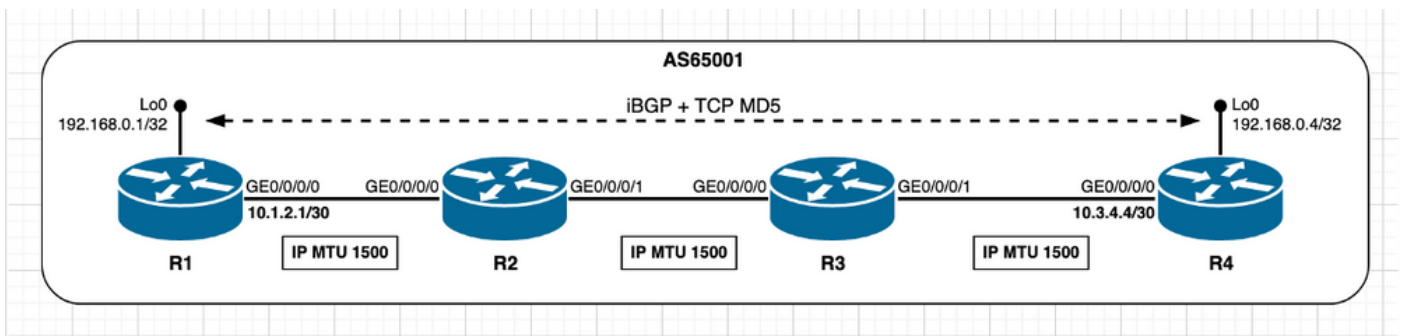 AS65001
Lo0
192.168.0.1/32
iBGP + TCP MD5
Lo0
192.168.0.4/32
GE0/0/0/0
10.1.2.1/30
GE0/0/0/0
GE0/0/0/1
GE0/0/0/0
GE0/0/0/1
GE0/0/0/0
10.3.4.4/30
IP MTU 1500
IP MTU 1500
IP MTU 1500
R1
R2
R3
R4